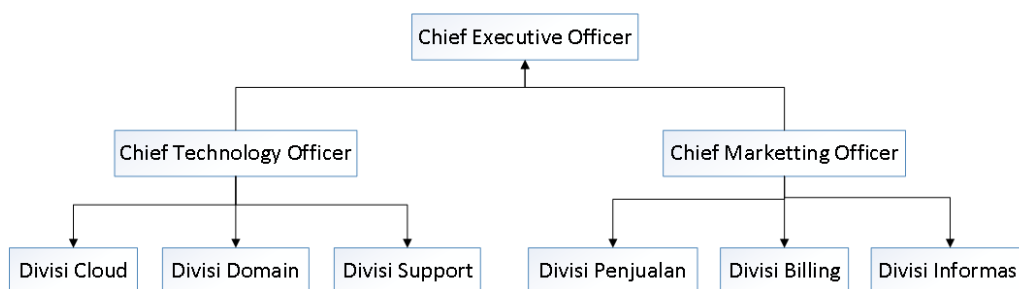 Chief Executive Officer
Chief Technology Officer
Chief Marketting Officer
Divisi Cloud
Divisi Domain
Divisi Support
Divisi Penjualan
Divisi Billing
Divisi Informas